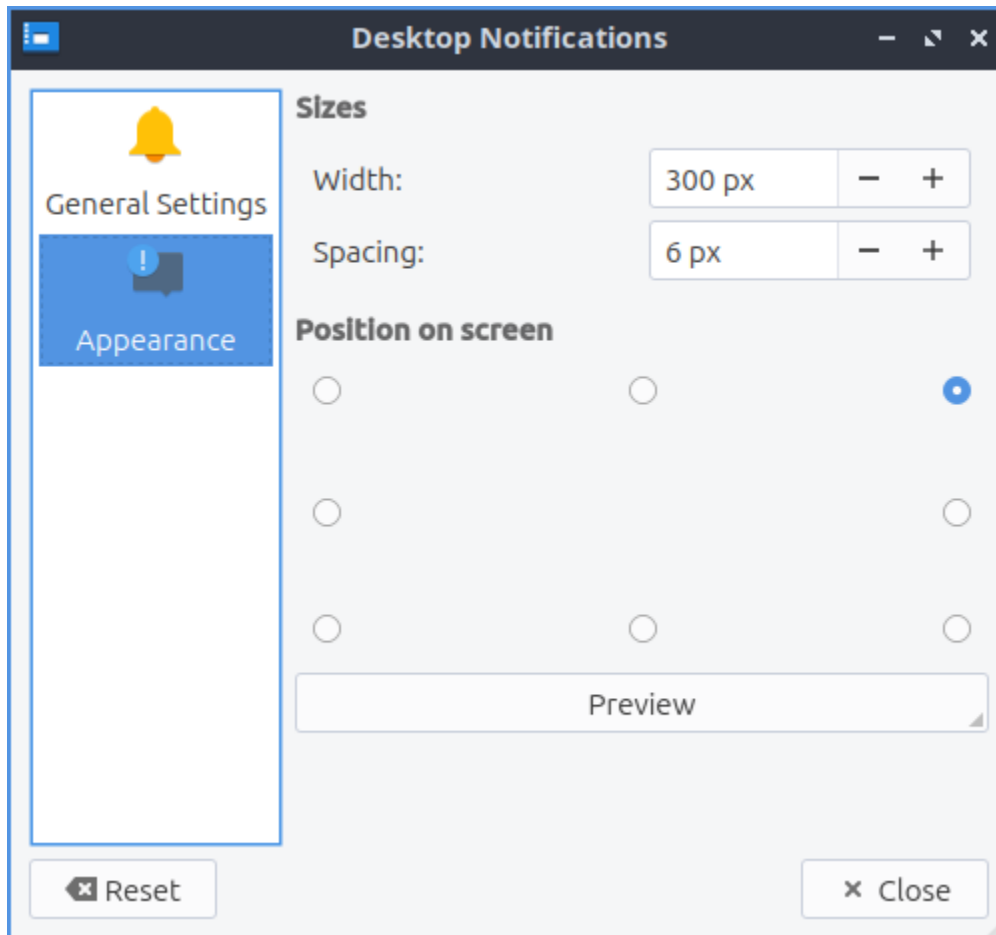 Desktop Notifications
General Settings
Appearance
Sizes
Width:
300 px
Spacing:
6 px
Position on screen
Preview
Reset
Close